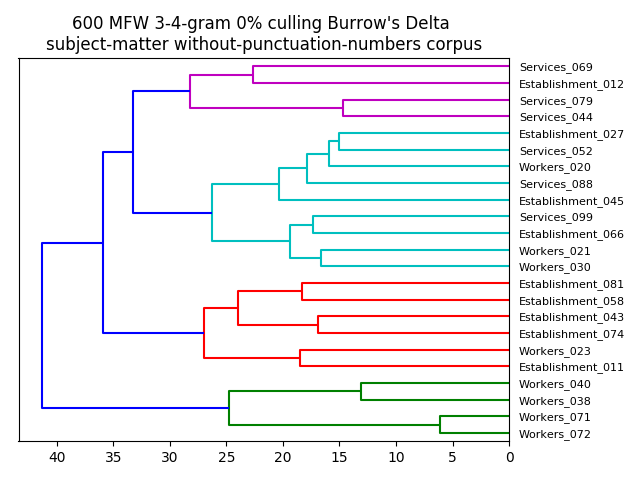 600 MFW 3-4-gram 0% culling Burrow's Delta
subject-matter without-punctuation-numbers corpus
Services_069
Establishment_012
Services_079
Services_044
Establishment_027
Services_052
Workers_020
Services_088
Establishment_045
Services_099
Establishment_066
Workers_021
Workers_030
Establishment_081
Establishment_058
Establishment_043
Establishment_074
Workers_023
Establishment_011
Workers_040
Workers_038
Workers_071
Workers_072
40 35 30 25 20 15 10 5 0